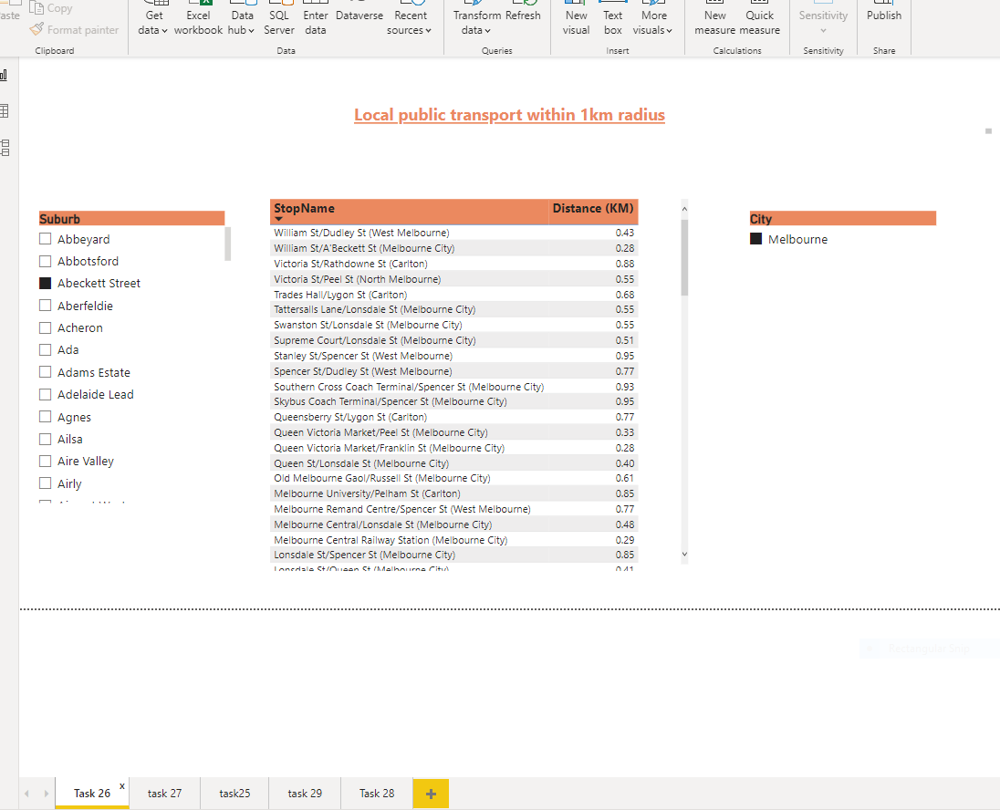 aste
Copy
Format painter
Clipboard
Get data
Excel workbook
Data hub
SQL Server
Enter data
Dataverse
Recent sources
Data
Transform data
Refresh
Queries
New visual
Text box
More visuals
Insert
New measure
Quick measure
Calculations
Sensitivity
Sensitivity
Publish
Share
Local public transport within 1km radius
Suburb
Abbeyard
Abbotsford
Abeckett Street
Aberfeldie
Acheron
Ada
Adams Estate
Adelaide Lead
Agnes
Ailsa
Aire Valley
Airly
StopName Distance (KM)
William St/Dudley St (West Melbourne) 0.43
William St/A'Beckett St (Melbourne City) 0.28
Victoria St/Rathdowne St (Carlton) 0.88
Victoria St/Peel St (North Melbourne) 0.55
Trades Hall/Lygon St (Carlton) 0.68
Tattersalls Lane/Lonsdale St (Melbourne City) 0.55
Swanston St/Lonsdale St (Melbourne City) 0.55
Supreme Court/Lonsdale St (Melbourne City) 0.51
Stanley St/Spencer St (West Melbourne) 0.95
Spencer St/Dudley St (West Melbourne) 0.77
Southern Cross Coach Terminal/Spencer St (Melbourne City) 0.93
Skybus Coach Terminal/Spencer St (Melbourne City) 0.95
Queensberry St/Lygon St (Carlton) 0.77
Queen Victoria Market/Peel St (Melbourne City) 0.33
Queen Victoria Market/Franklin St (Melbourne City) 0.28
Queen St/Lonsdale St (Melbourne City) 0.40
Old Melbourne Gaol/Russell St (Melbourne City) 0.61
Melbourne University/Pelham St (Carlton) 0.85
Melbourne Remand Centre/Spencer St (West Melbourne) 0.77
Melbourne Central/Lonsdale St (Melbourne City) 0.48
Melbourne Central Railway Station (Melbourne City) 0.29
Lonsdale St/Spencer St (Melbourne City) 0.85
Lonsdale St/Queen St (Melbourne City) 0.41
City
Melbourne
Task 26 x
task 27
task25
task 29
Task 28
+